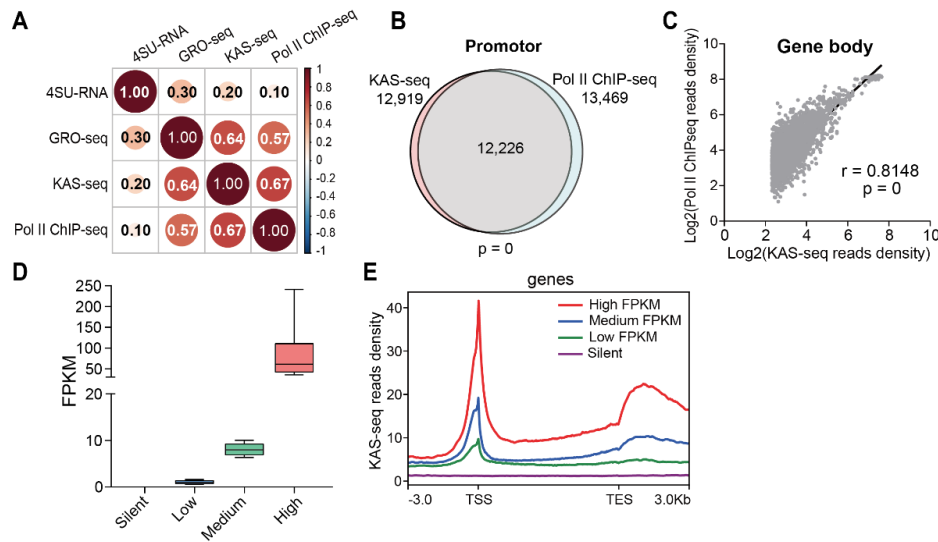 A
4SU-RNA
GRO-seq
KAS-seq
Pol II ChIP-seq
4SU-RNA 1.00 0.30 0.20 0.10
GRO-seq 0.30 1.00 0.64 0.57
KAS-seq 0.20 0.64 1.00 0.67
Pol II ChIP-seq 0.10 0.57 0.67 1.00
1
0.8
0.6
0.4
0.2
0
-0.2
-0.4
-0.6
-0.8
-1
B
Promotor
KAS-seq
12,919
Pol II ChIP-seq
13,469
12,226
p = 0
C
Gene body
Log2(Pol II ChIPseq reads density)
10
8
6
4
2
0
r = 0.8148
p = 0
0 2 4 6 8 10
Log2(KAS-seq reads density)
D
FPKM
250
200
150
100
50
20
10
0
Silent
Low
Medium
High
E
genes
KAS-seq reads density
40
30
20
10
0
High FPKM
Medium FPKM
Low FPKM
Silent
-3.0 TSS TES 3.0Kb